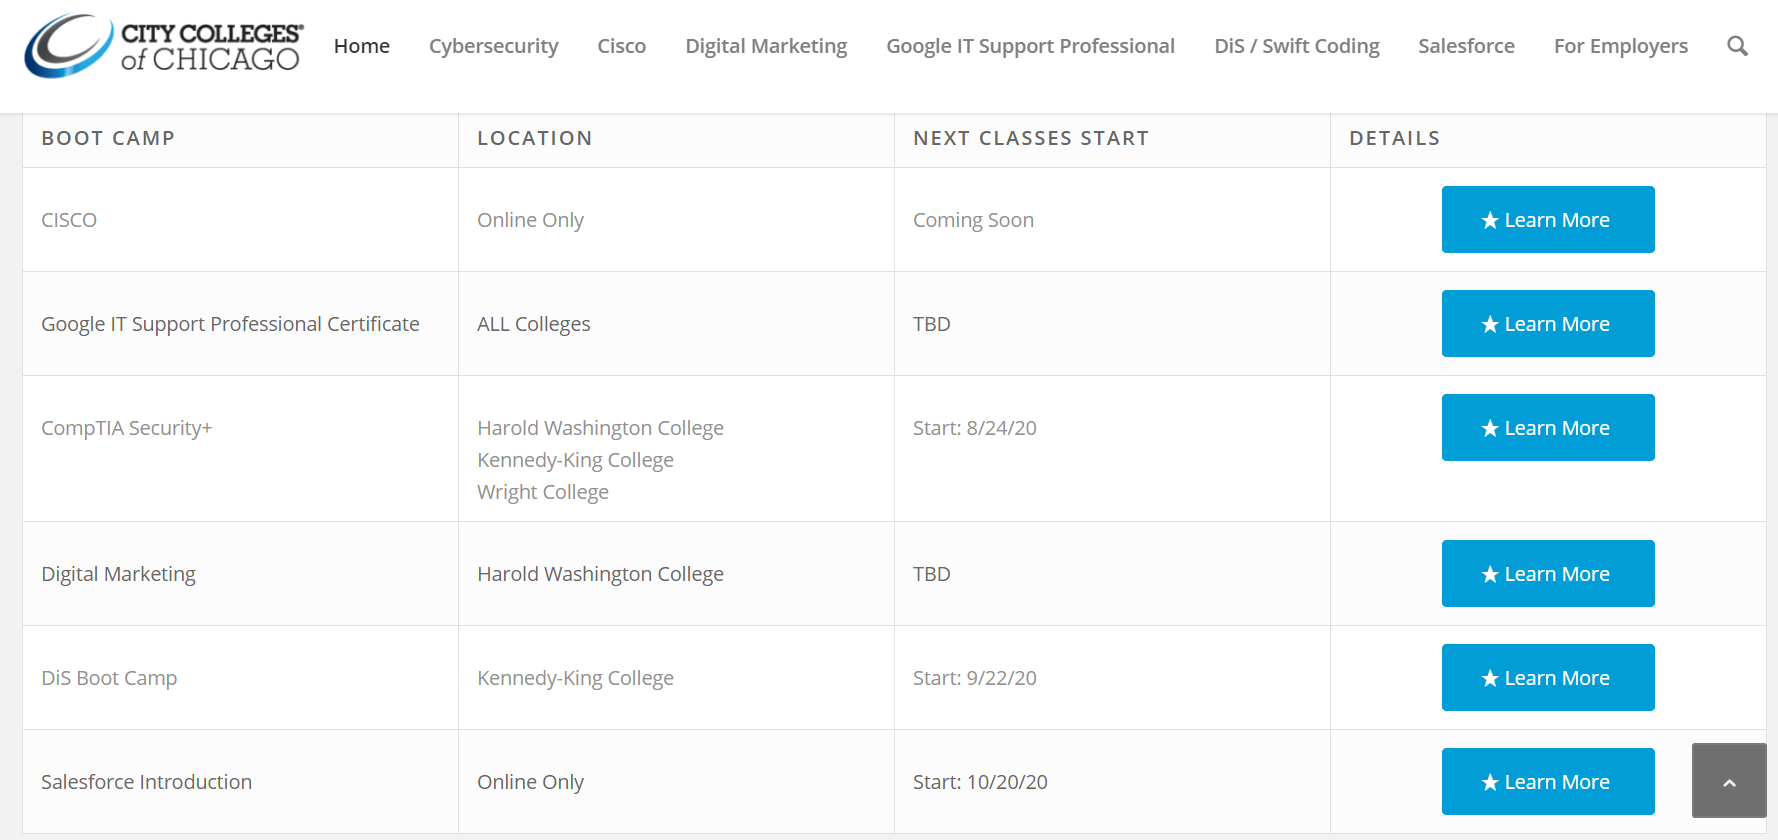 CITY COLLEGES®
of CHICAGO
Home Cybersecurity Cisco Digital Marketing Google IT Support Professional DiS / Swift Coding Salesforce For Employers
BOOT CAMP LOCATION NEXT CLASSES START DETAILS
CISCO Online Only Coming Soon ★ Learn More
Google IT Support Professional Certificate ALL Colleges TBD ★ Learn More
CompTIA Security+ Harold Washington College Start: 8/24/20 ★ Learn More
Kennedy-King College
Wright College
Digital Marketing Harold Washington College TBD ★ Learn More
DiS Boot Camp Kennedy-King College Start: 9/22/20 ★ Learn More
Salesforce Introduction Online Only Start: 10/20/20 ★ Learn More